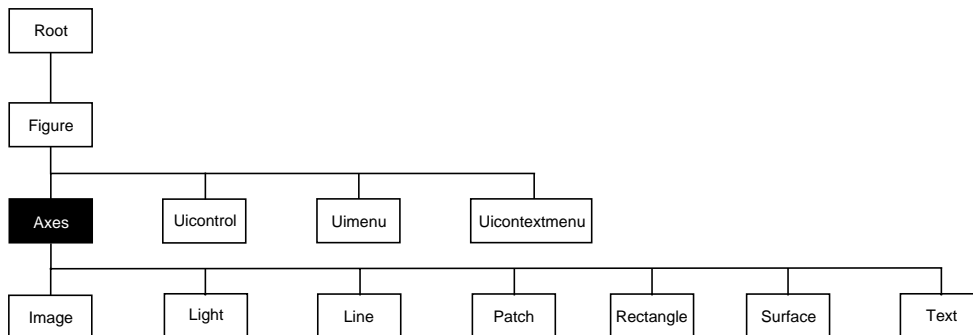 Root
Figure
Axes
Uicontrol
Uimenu
Uicontextmenu
Image
Light
Line
Patch
Rectangle
Surface
Text